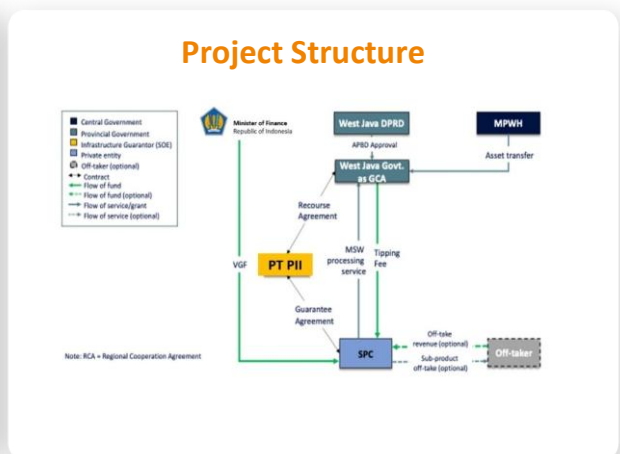 Project Structure
Central Government
Provincial Government
Infrastructure Guarantor (SOE)
Private entity
Off-taker (optional)
Contract
Flow of fund
Flow of fund (optional)
Flow of service/grant
Flow of service (optional)
Minister of Finance
Republic of Indonesia
West Java DPRD
MPWH
APBD Approval
Asset transfer
West Java Govt.
as GCA
Recourse
Agreement
VGF
PT PII
MSW
processing
service
Tipping
Fee
Guarantee
Agreement
Off-take
revenue (optional)
SPC
Off-taker
Sub-product
off-take (optional)
Note: RCA = Regional Cooperation Agreement